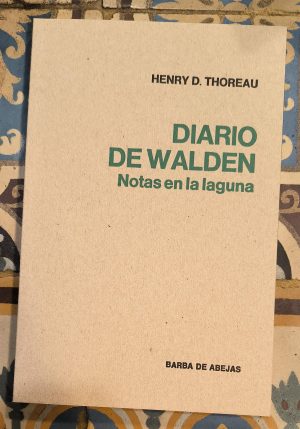 HENRY D. THOREAU
DIARIO
DE WALDEN
Notas en la laguna
BARBA DE ABEJAS